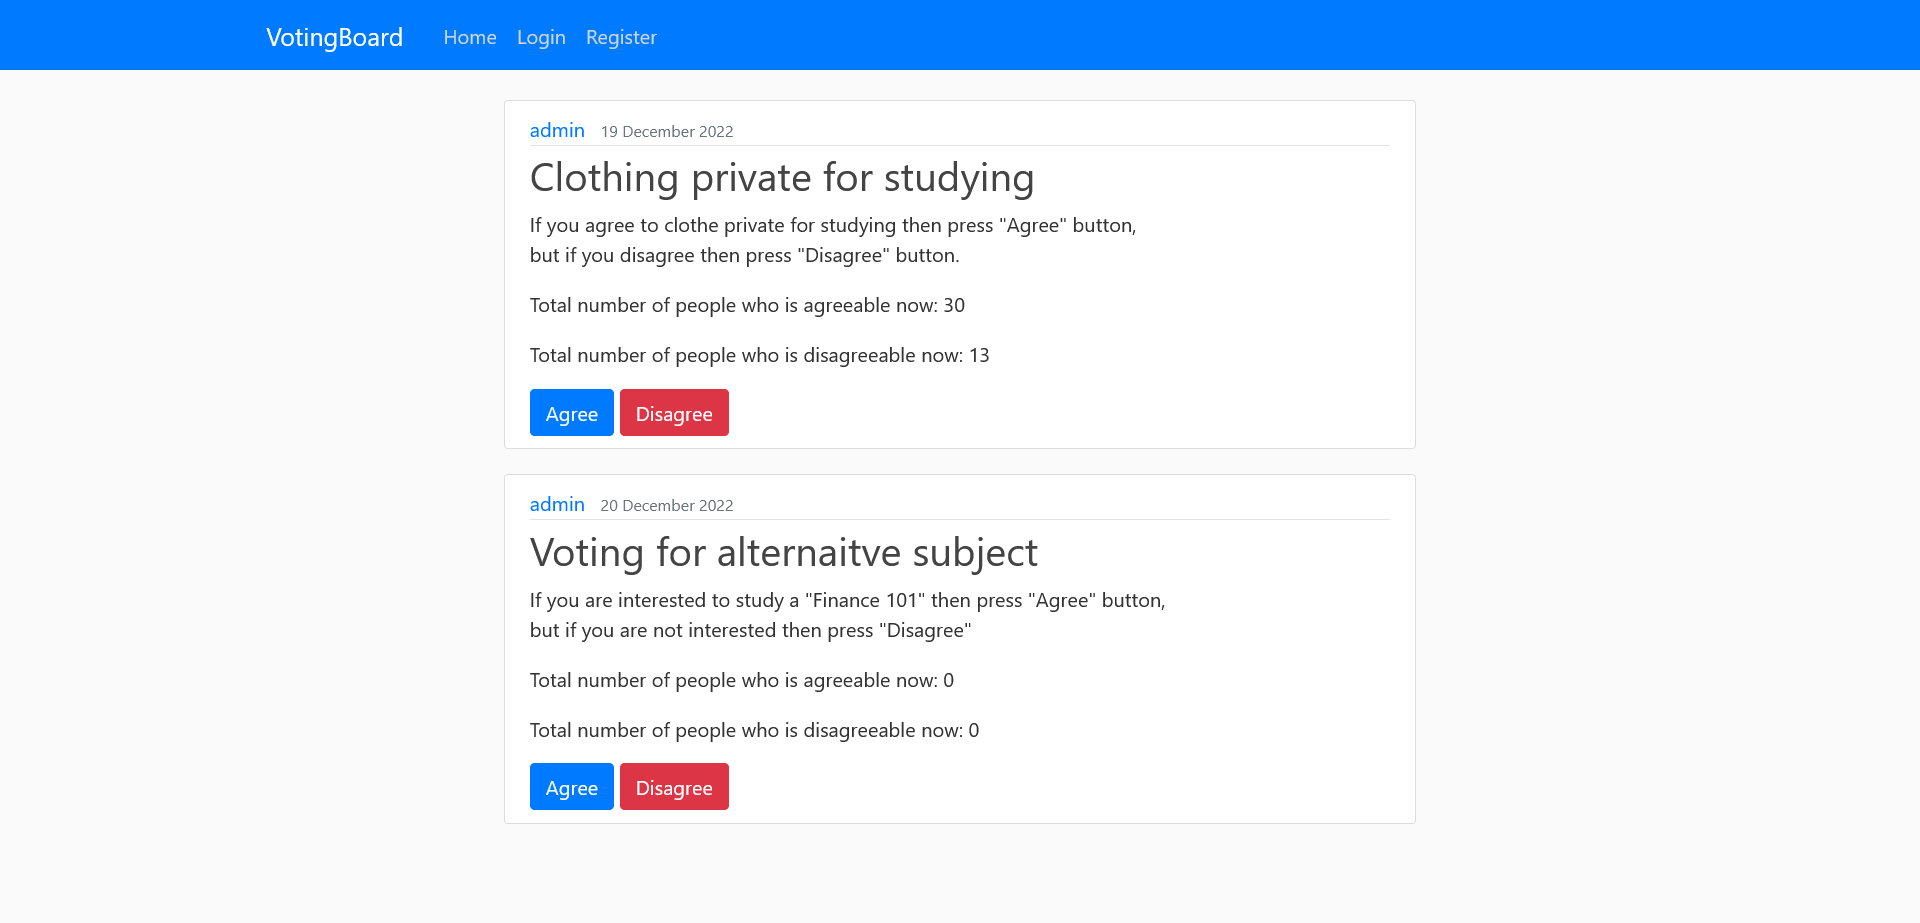 VotingBoard Home Login Register
admin 19 December 2022
Clothing private for studying
If you agree to clothe private for studying then press "Agree" button,
but if you disagree then press "Disagree" button.
Total number of people who is agreeable now: 30
Total number of people who is disagreeable now: 13
Agree Disagree
admin 20 December 2022
Voting for alternaitve subject
If you are interested to study a "Finance 101" then press "Agree" button,
but if you are not interested then press "Disagree"
Total number of people who is agreeable now: 0
Total number of people who is disagreeable now: 0
Agree Disagree